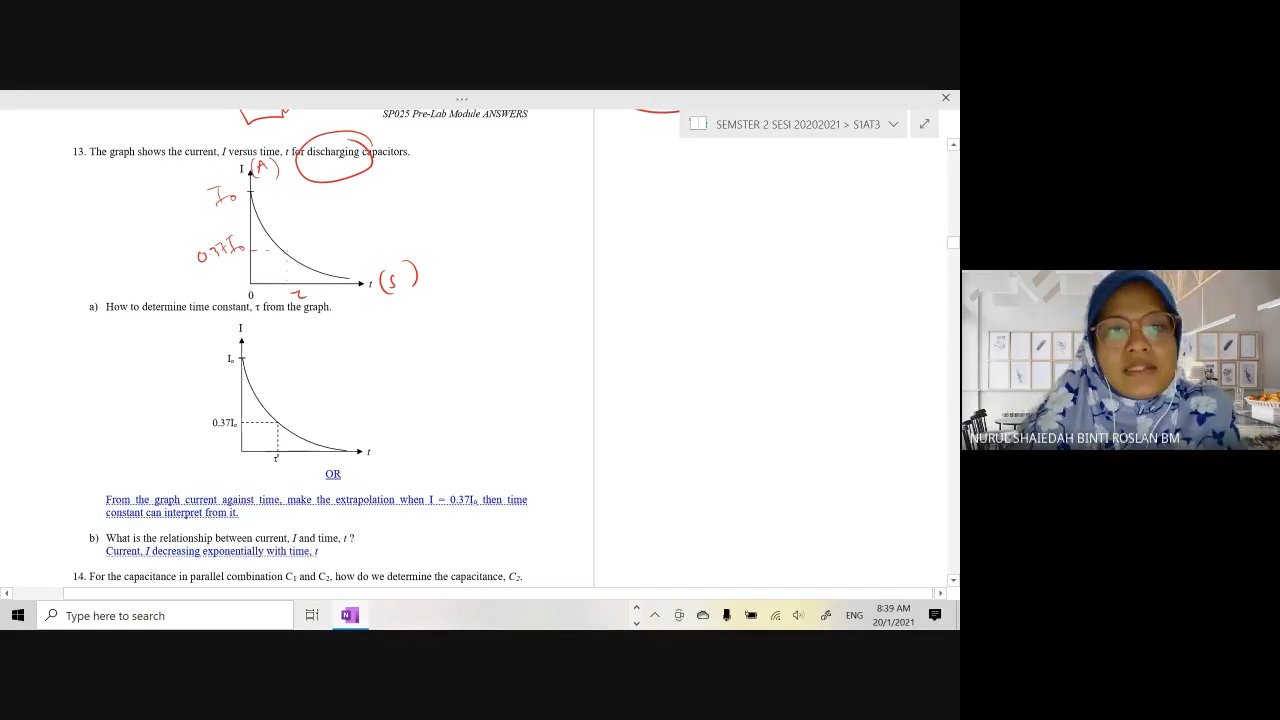 SP025 Pre-Lab Module ANSWERS
SEMSTER 2 SESI 20202021 > S1AT3
13. The graph shows the current, I versus time, t for discharging capacitors.
I (A)
I₀
0.37I₀
t (s)
0
τ
a) How to determine time constant, τ from the graph.
I
Iₒ
0.37Iₒ
t
τ
OR
From the graph current against time, make the extrapolation when I = 0.37Iₒ then time
constant can interpret from it.
b) What is the relationship between current, I and time, t ?
Current, I decreasing exponentially with time, t
14. For the capacitance in parallel combination C₁ and C₂, how do we determine the capacitance, C₂.
NURUL SHAIEDAH BINTI ROSLAN BM
Type here to search
N
ENG
8:39 AM
20/1/2021